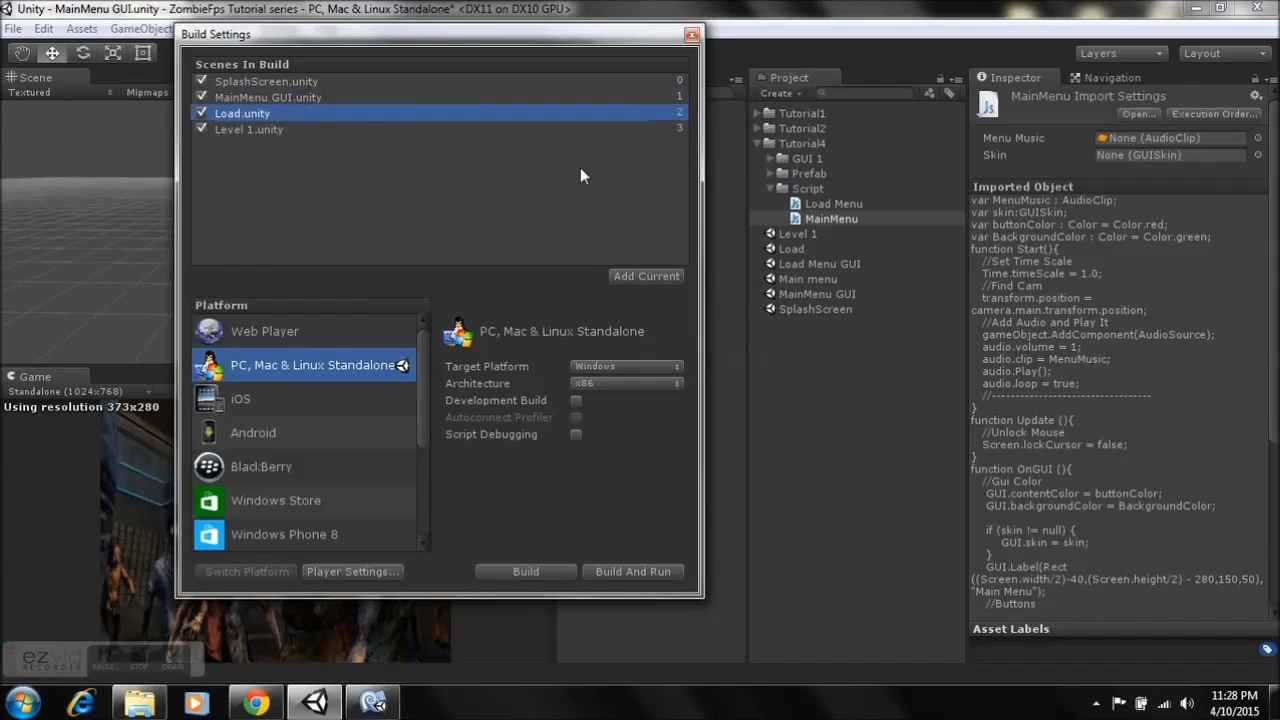 Unity - MainMenu GUI.unity - ZombieFps Tutorial series - PC, Mac & Linux Standalone* <DX11 on DX10 GPU>
File Edit Assets GameObject
Layers Layout
Build Settings
Scenes In Build
SplashScreen.unity 0
MainMenu GUI.unity 1
Load.unity 2
Level 1.unity 3
Add Current
Platform
Web Player
PC, Mac & Linux Standalone
iOS
Android
BlackBerry
Windows Store
Windows Phone 8
PC, Mac & Linux Standalone
Target Platform Windows
Architecture x86
Development Build
Autoconnect Profiler
Script Debugging
Switch Platform Player Settings... Build Build And Run
Scene
Textured Mipmaps
Game
Standalone (1024x768)
Using resolution 373x280
ezvid
RECORDER PAUSE STOP DRAW
Project
Create
Tutorial1
Tutorial2
Tutorial4
GUI 1
Prefab
Script
Load Menu
MainMenu
Level 1
Load
Load Menu GUI
Main menu
MainMenu GUI
SplashScreen
Inspector Navigation
MainMenu Import Settings
Open... Execution Order...
Menu Music None (AudioClip)
Skin None (GUISkin)
Imported Object
var MenuMusic : AudioClip;
var skin:GUISkin;
var buttonColor : Color = Color.red;
var BackgroundColor : Color = Color.green;
function Start(){
//Set Time Scale
Time.timeScale = 1.0;
//Find Cam
transform.position =
camera.main.transform.position;
//Add Audio and Play It
gameObject.AddComponent(AudioSource);
audio.volume = 1;
audio.clip = MenuMusic;
audio.Play();
audio.loop = true;
//----------------------------------
}
function Update (){
//Unlock Mouse
Screen.lockCursor = false;
}
function OnGUI (){
//Gui Color
GUI.contentColor = buttonColor;
GUI.backgroundColor = BackgroundColor;
if (skin != null) {
GUI.skin = skin;
}
GUI.Label(Rect
((Screen.width/2)-40,(Screen.height/2) - 280,150,50),
"Main Menu");
//Buttons
Asset Labels
11:28 PM
4/10/2015